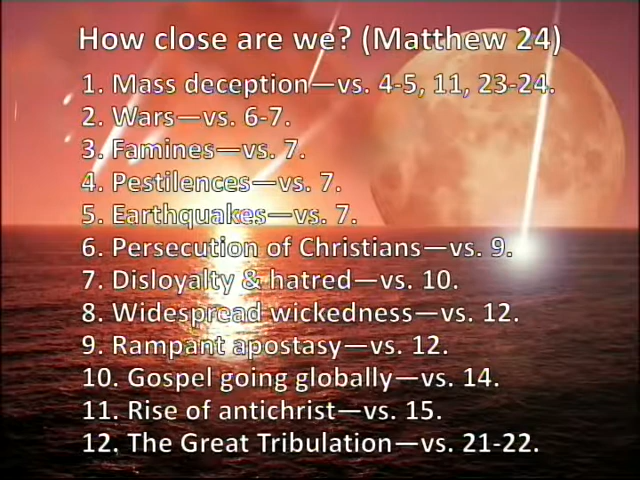 How close are we? (Matthew 24)
1. Mass deception—vs. 4-5, 11, 23-24.
2. Wars—vs. 6-7.
3. Famines—vs. 7.
4. Pestilences—vs. 7.
5. Earthquakes—vs. 7.
6. Persecution of Christians—vs. 9.
7. Disloyalty & hatred—vs. 10.
8. Widespread wickedness—vs. 12.
9. Rampant apostasy—vs. 12.
10. Gospel going globally—vs. 14.
11. Rise of antichrist—vs. 15.
12. The Great Tribulation—vs. 21-22.